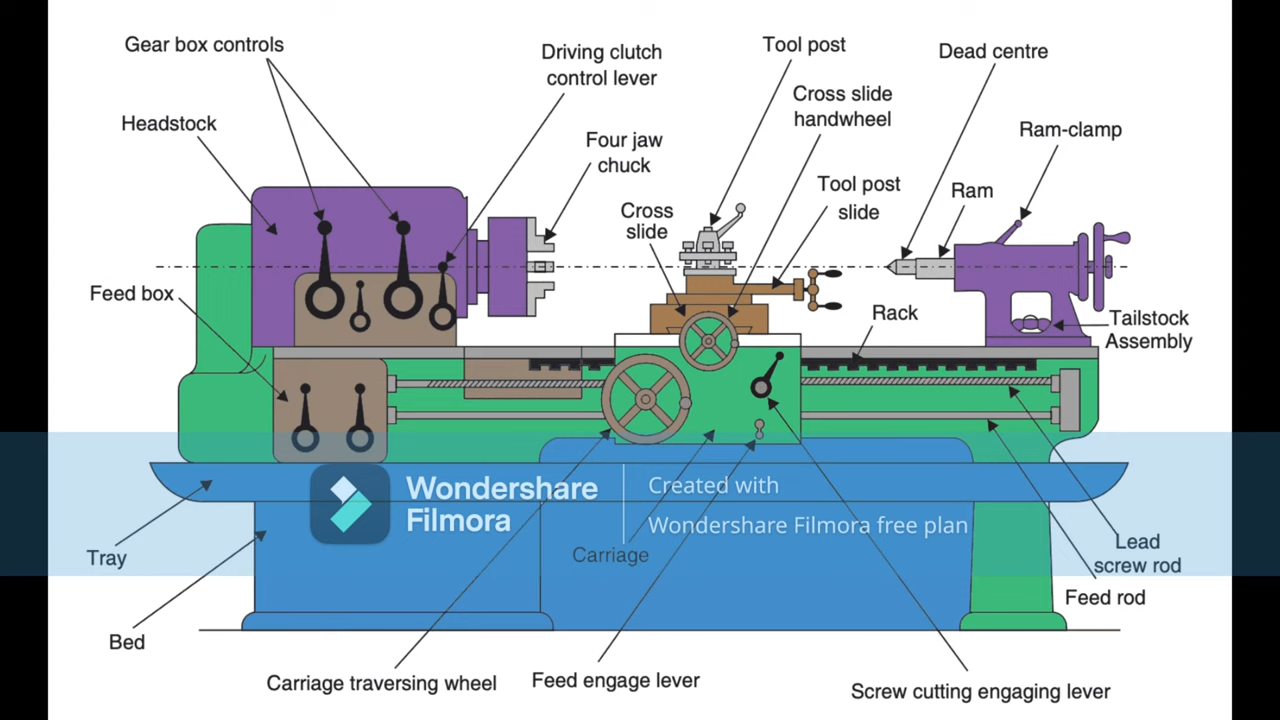 Gear box controls
Driving clutch
control lever
Tool post
Dead centre
Headstock
Four jaw
chuck
Cross slide
handwheel
Ram-clamp
Cross
slide
Tool post
slide
Ram
Feed box
Rack
Tailstock
Assembly
Wondershare
Filmora
Created with
Wondershare Filmora free plan
Tray
Carriage
Lead
screw rod
Feed rod
Bed
Carriage traversing wheel
Feed engage lever
Screw cutting engaging lever